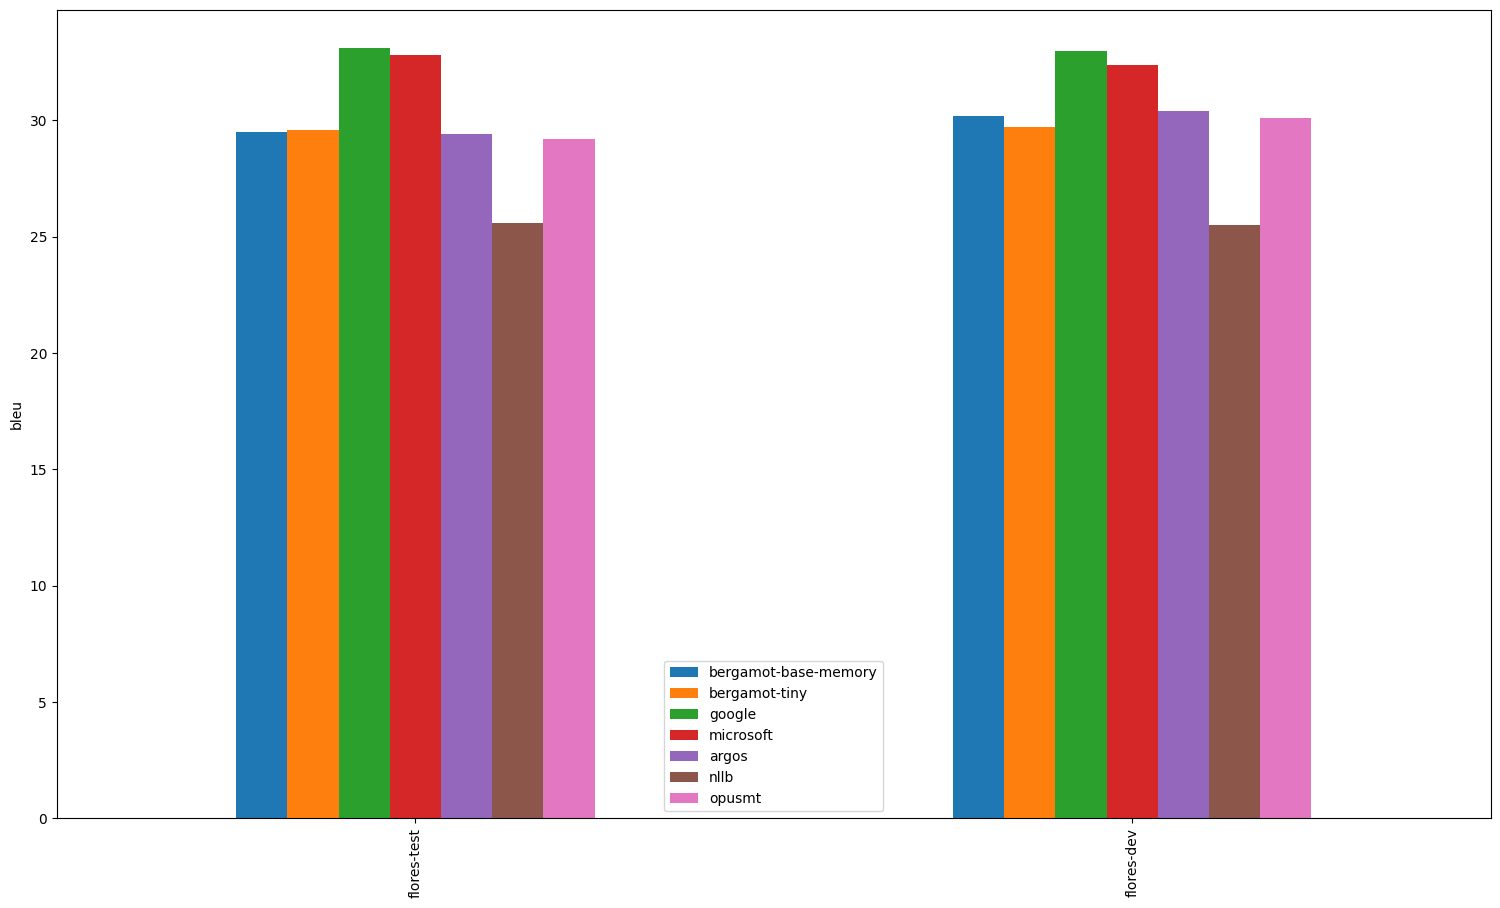 bleu
30
25
20
15
10
5
0
bergamot-base-memory
bergamot-tiny
google
microsoft
argos
nllb
opusmt
flores-test
flores-dev